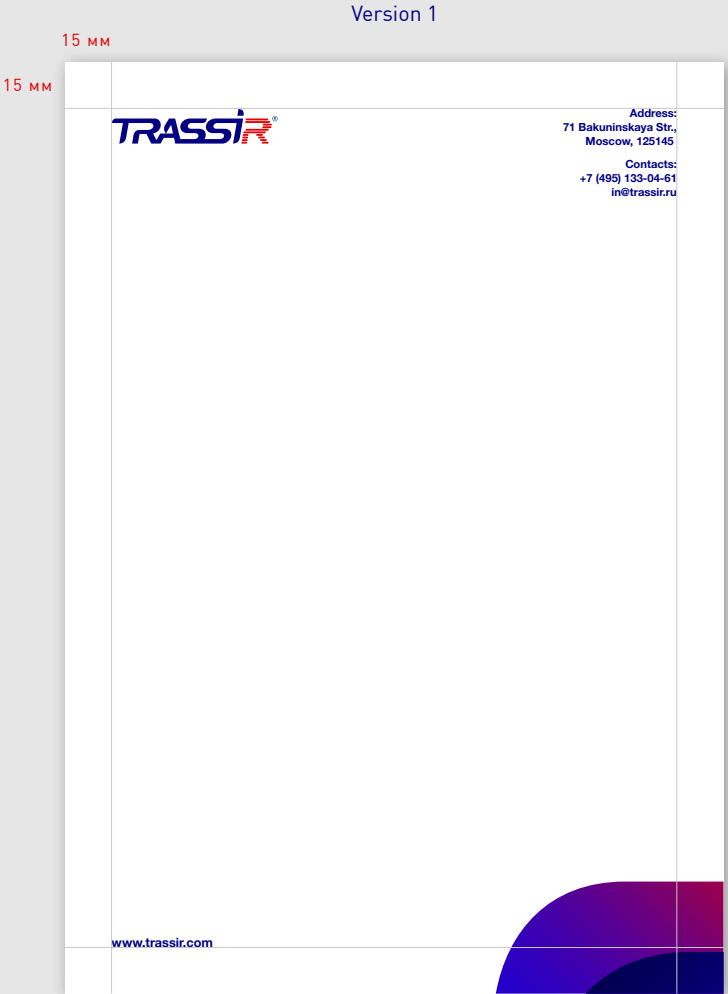 Version 1
15 мм
15 мм
TRASSIR®
Address:
71 Bakuninskaya Str.,
Moscow, 125145
Contacts:
+7 (495) 133-04-61
in@trassir.ru
www.trassir.com